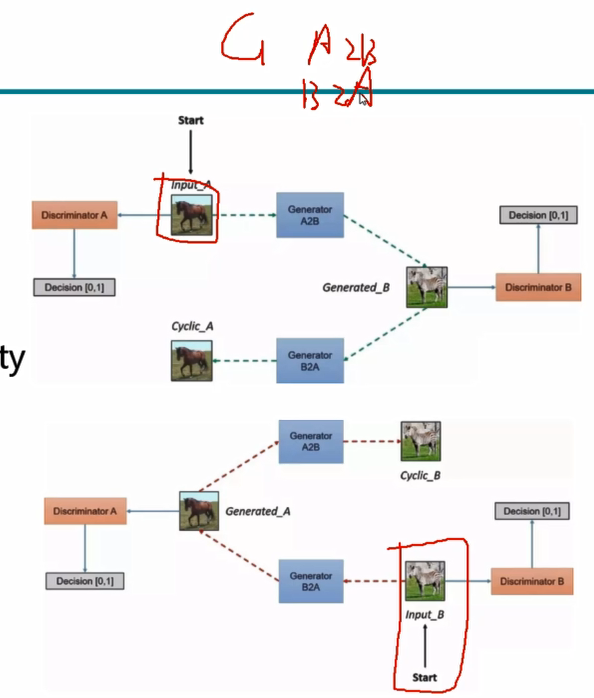 G A2B
B2A
Start
Input_A
Discriminator A
Generator
A2B
Decision [0,1]
Decision [0,1]
Generated_B
Discriminator B
Cyclic_A
Generator
B2A
ty
Generator
A2B
Cyclic_B
Discriminator A
Generated_A
Decision [0,1]
Decision [0,1]
Generator
B2A
Discriminator B
Input_B
Start